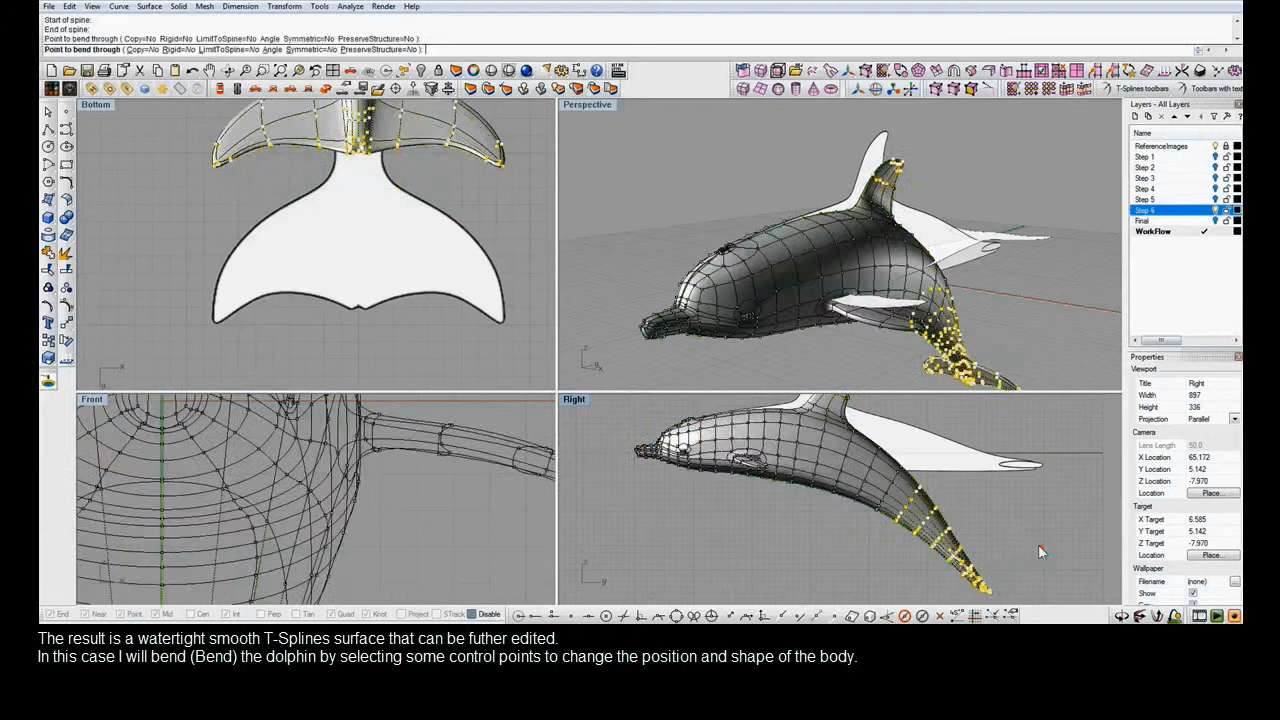 File Edit View Curve Surface Solid Mesh Dimension Transform Tools Analyze Render Help
Start of spine:
End of spine:
Point to bend through ( Copy=No Rigid=No LimitToSpine=No Angle Symmetric=No PreserveStructure=No ):
Point to bend through ( Copy=No Rigid=No LimitToSpine=No Angle Symmetric=No PreserveStructure=No ):
T-Splines toolbars
Toolbars with text
Bottom
Perspective
Front
Right
x
y
z
y
x
z
y
Layers - All Layers
Name
ReferenceImages
Step 1
Step 2
Step 3
Step 4
Step 5
Step 6
Final
WorkFlow
Properties
Viewport
Title Right
Width 897
Height 336
Projection Parallel
Camera
Lens Length 50.0
X Location 65.172
Y Location 5.142
Z Location -7.970
Location Place...
Target
X Target 6.585
Y Target 5.142
Z Target -7.970
Location Place...
Wallpaper
Filename (none)
Show
End Near Point Mid Cen Int Perp Tan Quad Knot Project STrack Disable
The result is a watertight smooth T-Splines surface that can be futher edited.
In this case I will bend (Bend) the dolphin by selecting some control points to change the position and shape of the body.